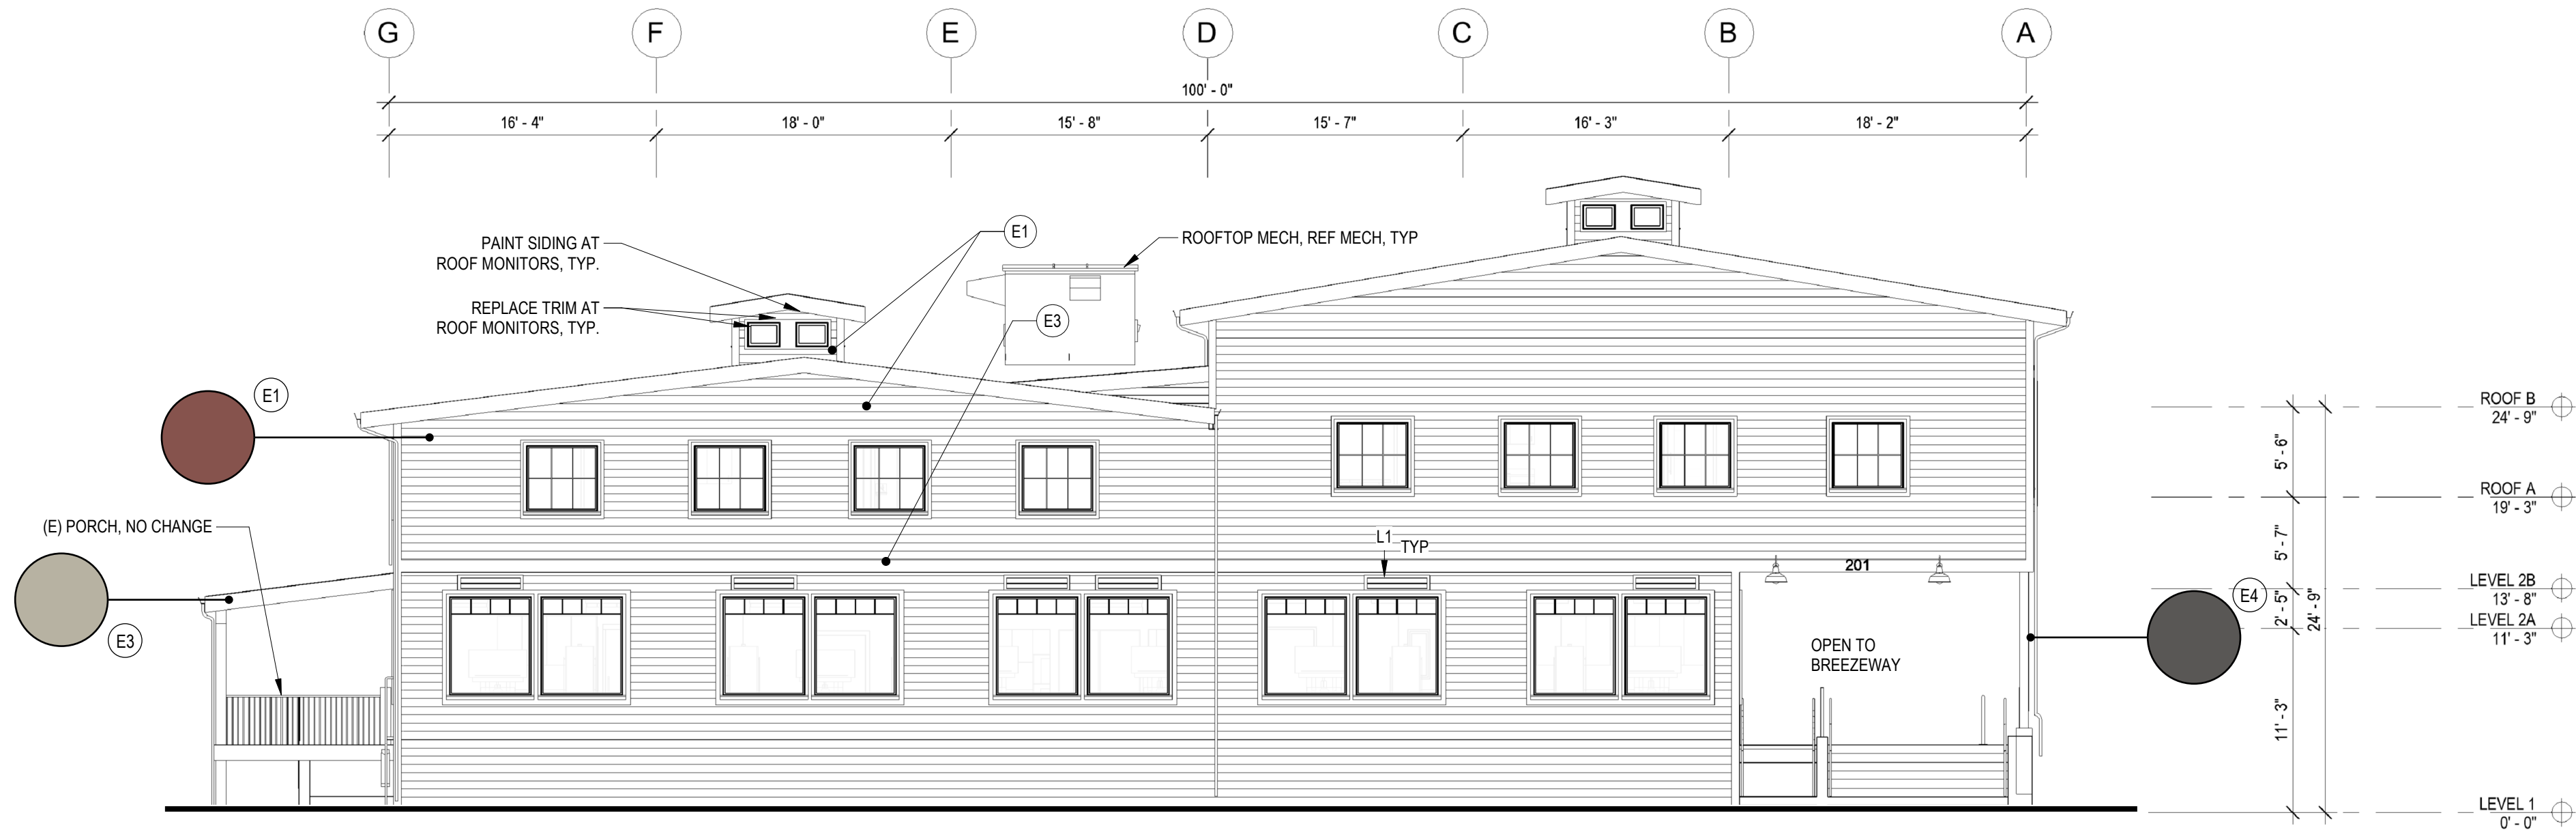 G F E D C B A
100' - 0"
16' - 4" 18' - 0" 15' - 8" 15' - 7" 16' - 3" 18' - 2"
PAINT SIDING AT
ROOF MONITORS, TYP.
E1
ROOFTOP MECH, REF MECH, TYP
REPLACE TRIM AT
ROOF MONITORS, TYP.
E3
E1
ROOF B
24' - 9"
5' - 6"
ROOF A
19' - 3"
(E) PORCH, NO CHANGE
L1
TYP
5' - 7"
201
LEVEL 2B
13' - 8"
E4
2' - 5"
24' - 9"
LEVEL 2A
11' - 3"
E3
OPEN TO
BREEZEWAY
11' - 3"
LEVEL 1
0' - 0"